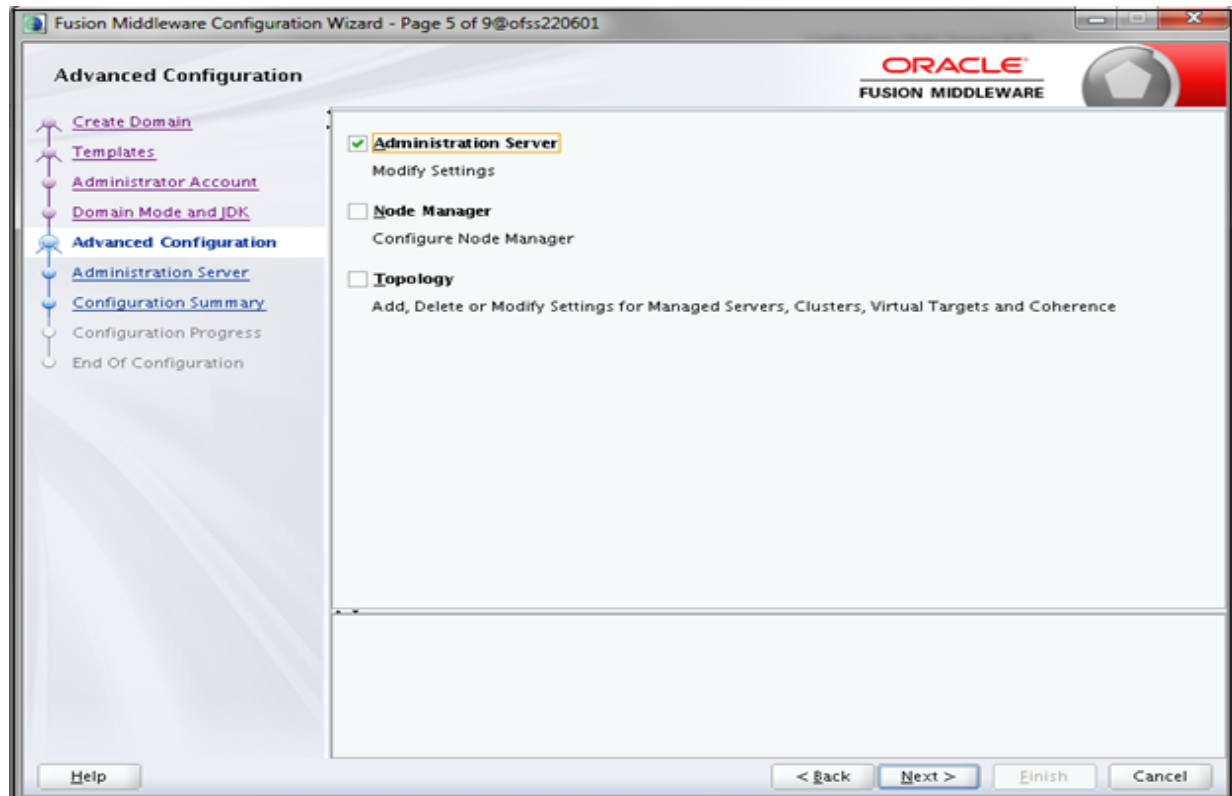 Fusion Middleware Configuration Wizard - Page 5 of 9@ofss220601
Advanced Configuration
ORACLE
FUSION MIDDLEWARE
Create Domain
Templates
Administrator Account
Domain Mode and JDK
Advanced Configuration
Administration Server
Configuration Summary
Configuration Progress
End Of Configuration
Administration Server
Modify Settings
Node Manager
Configure Node Manager
Topology
Add, Delete or Modify Settings for Managed Servers, Clusters, Virtual Targets and Coherence
Help
< Back
Next >
Finish
Cancel